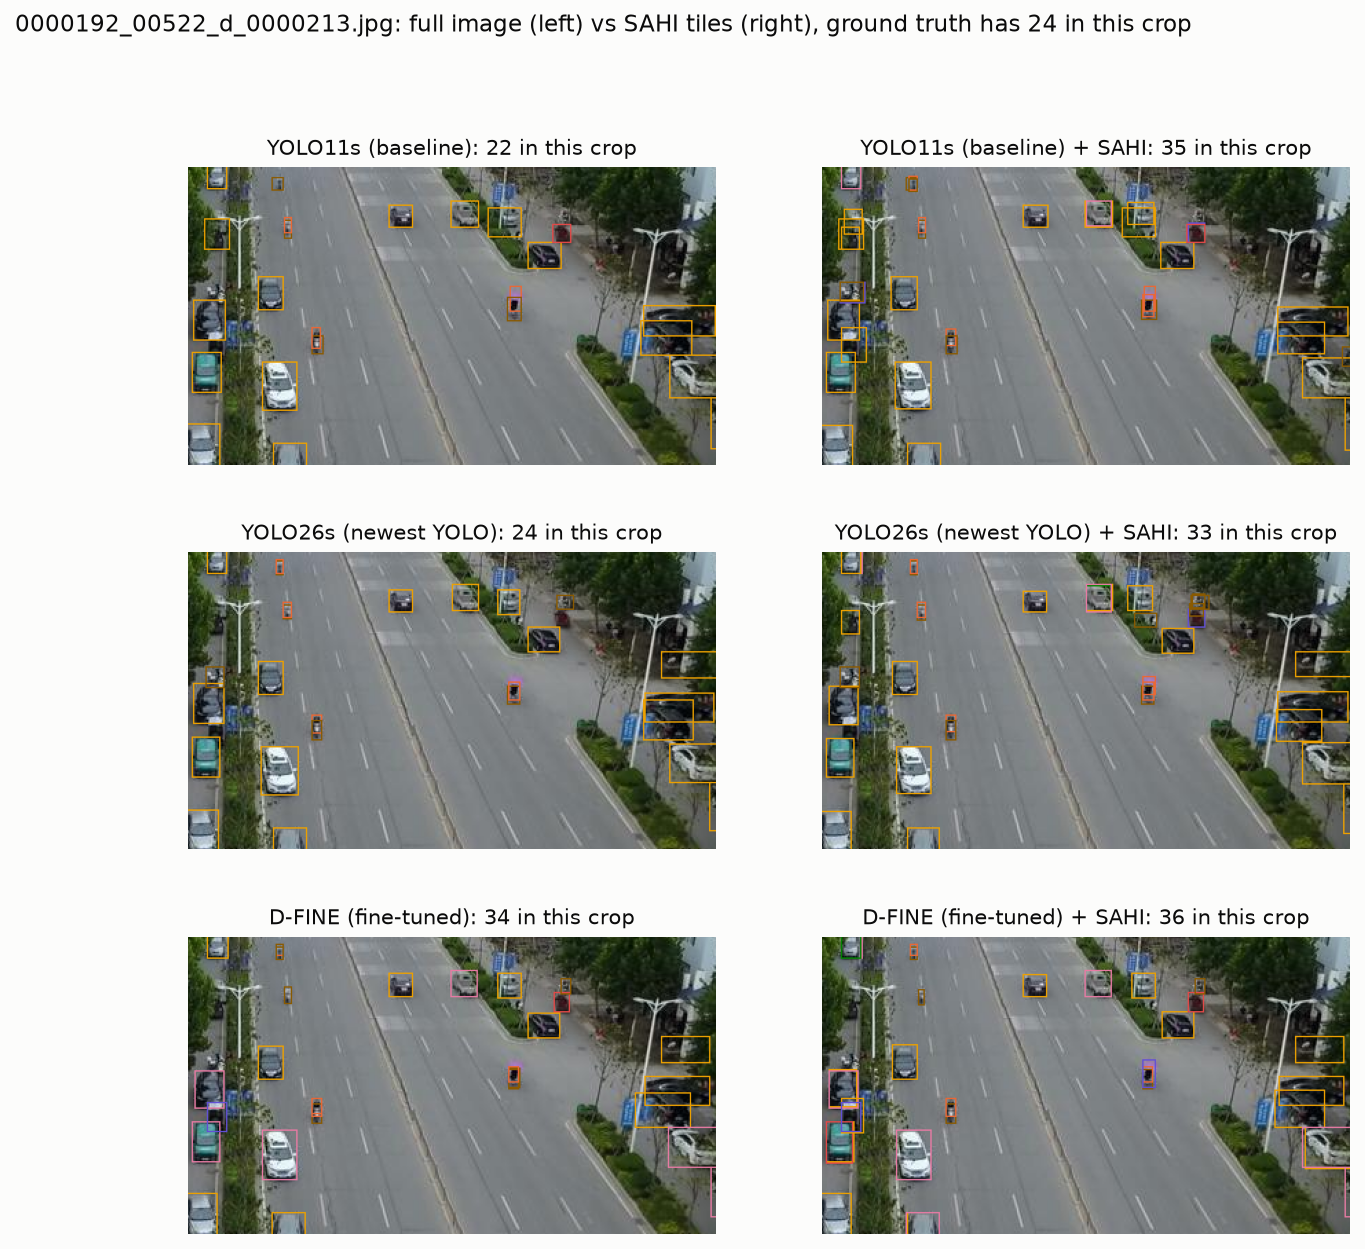 0000192_00522_d_0000213.jpg: full image (left) vs SAHI tiles (right), ground truth has 24 in this crop
YOLO11s (baseline): 22 in this crop
YOLO11s (baseline) + SAHI: 35 in this crop
YOLO26s (newest YOLO): 24 in this crop
YOLO26s (newest YOLO) + SAHI: 33 in this crop
D-FINE (fine-tuned): 34 in this crop
D-FINE (fine-tuned) + SAHI: 36 in this crop